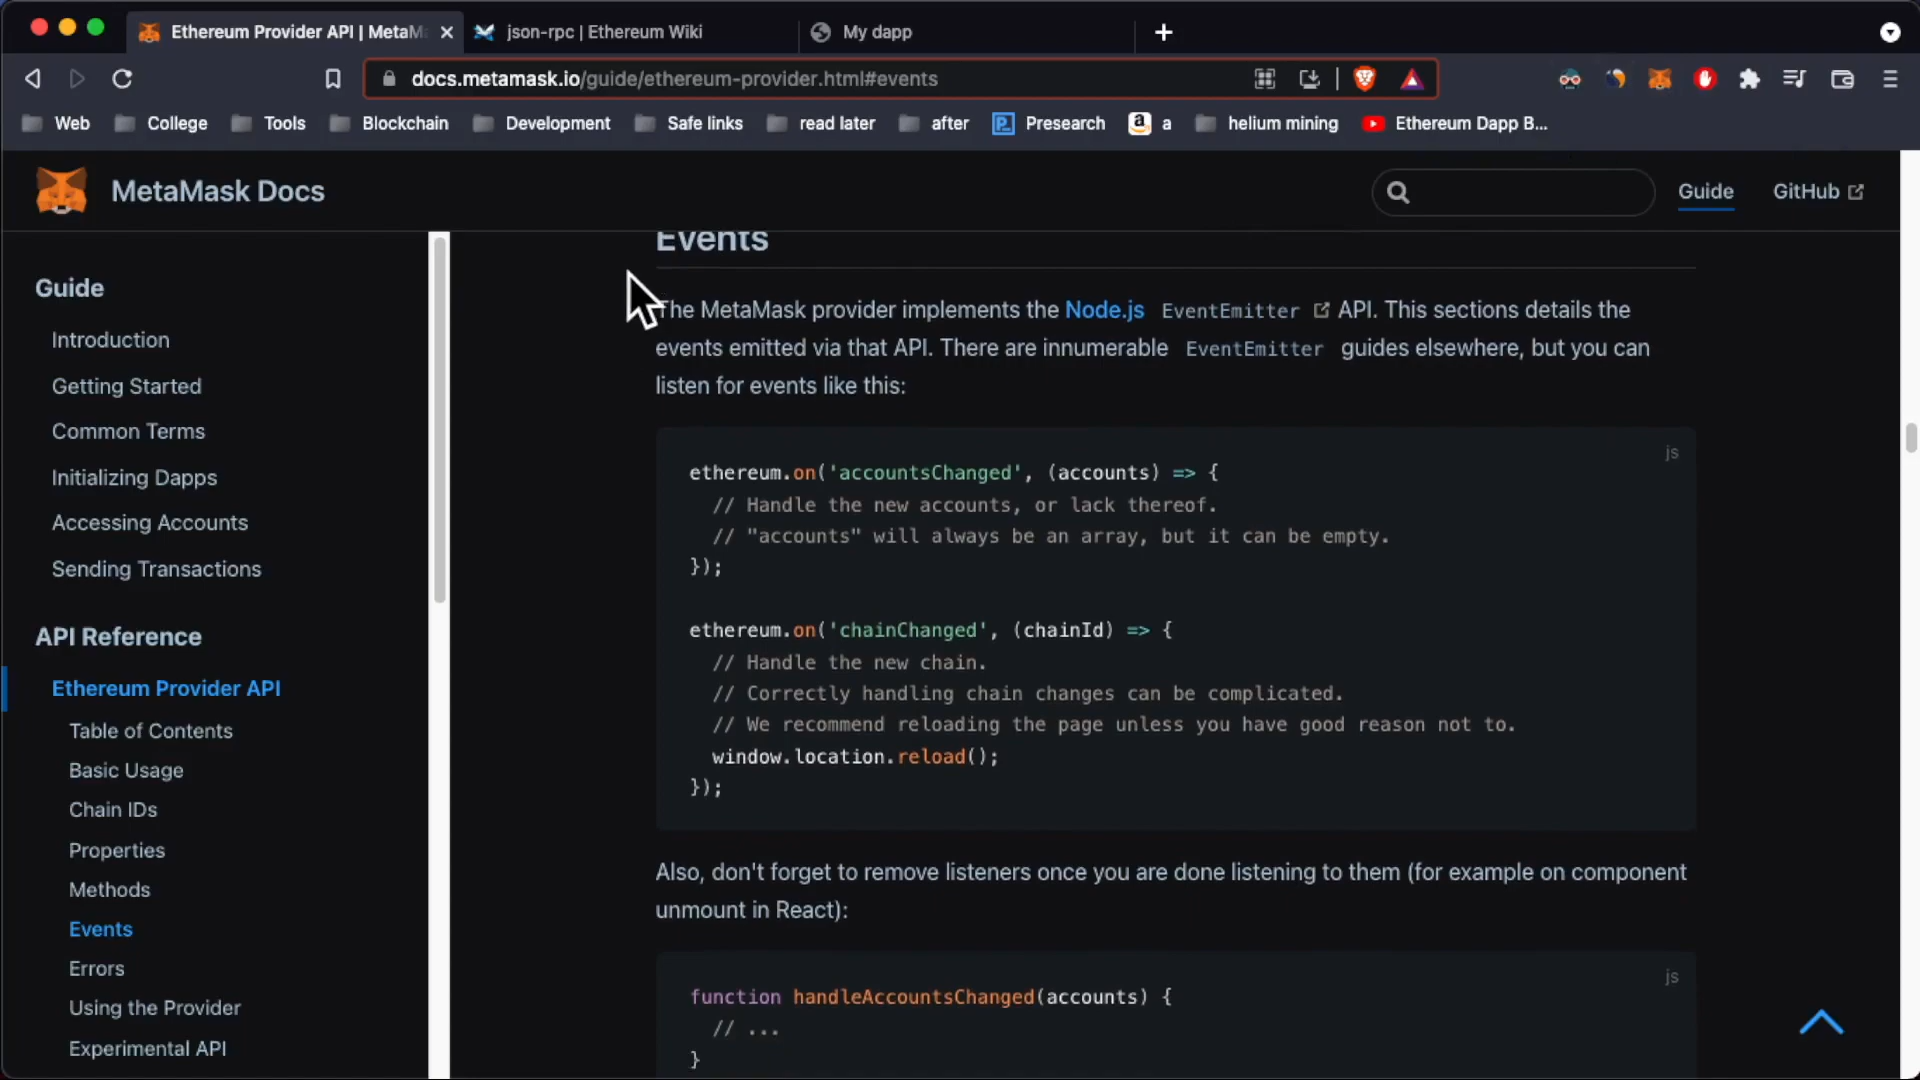 Ethereum Provider API | MetaM
json-rpc | Ethereum Wiki
My dapp
docs.metamask.io/guide/ethereum-provider.html#events
Web
College
Tools
Blockchain
Development
Safe links
read later
after
Presearch
a
helium mining
Ethereum Dapp B...
MetaMask Docs
Guide
GitHub
Guide
Introduction
Getting Started
Common Terms
Initializing Dapps
Accessing Accounts
Sending Transactions
API Reference
Ethereum Provider API
Table of Contents
Basic Usage
Chain IDs
Properties
Methods
Events
Errors
Using the Provider
Experimental API
Events
The MetaMask provider implements the Node.js EventEmitter API. This sections details the
events emitted via that API. There are innumerable EventEmitter guides elsewhere, but you can
listen for events like this:
js
ethereum.on('accountsChanged', (accounts) => {
// Handle the new accounts, or lack thereof.
// "accounts" will always be an array, but it can be empty.
});
ethereum.on('chainChanged', (chainId) => {
// Handle the new chain.
// Correctly handling chain changes can be complicated.
// We recommend reloading the page unless you have good reason not to.
window.location.reload();
});
Also, don't forget to remove listeners once you are done listening to them (for example on component
unmount in React):
js
function handleAccountsChanged(accounts) {
// ...
}